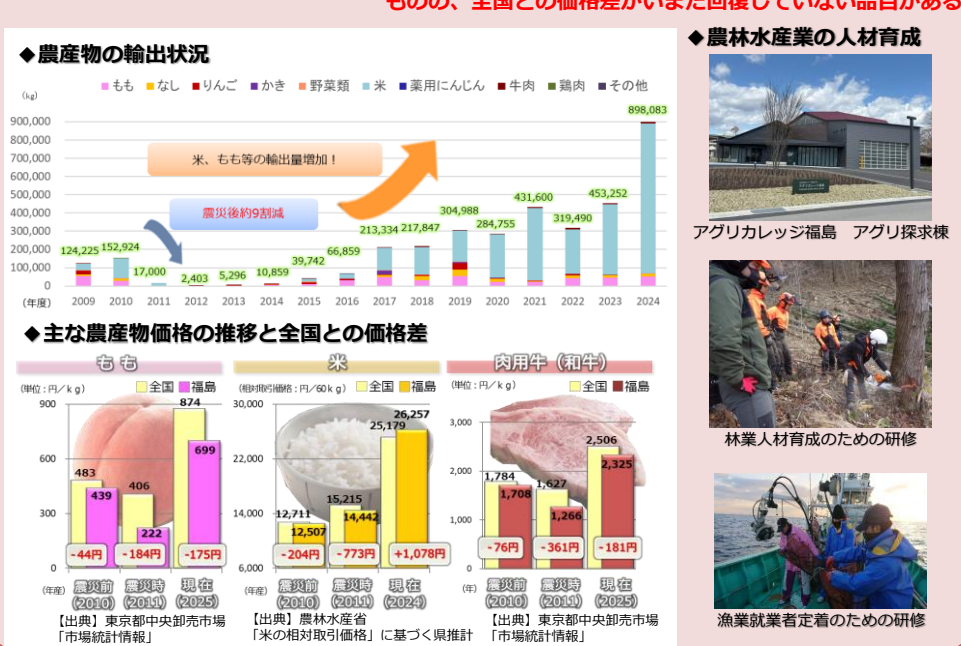 ものの、全国との価格差がいまだ回復していない品目がある
◆農産物の輸出状況
もも なし りんご かき 野菜類 米 薬用にんじん 牛肉 鶏肉 その他
(kg)
900,000
800,000
700,000
600,000
500,000
400,000
300,000
200,000
100,000
0
米、もも等の輸出量増加！
震災後約9割減
124,225 152,924 17,000 2,403 5,296 10,859 39,742 66,859 213,334 217,847 304,988 284,755 431,600 319,490 453,252 898,083
(年度) 2009 2010 2011 2012 2013 2014 2015 2016 2017 2018 2019 2020 2021 2022 2023 2024
◆主な農産物価格の推移と全国との価格差
もも
(単位：円／ｋｇ) 全国 福島
900
600
300
0
483 439 406 222 874 699
-44円 -184円 -175円
(年産) 震災前 震災時 現在
(2010) (2011) (2025)
【出典】東京都中央卸売市場
「市場統計情報」
米
(相対取引価格：円／60ｋｇ) 全国 福島
30,000
22,000
14,000
6,000
12,711 12,507 15,215 14,442 25,179 26,257
-204円 -773円 +1,078円
(年産) 震災前 震災時 現在
(2010) (2011) (2024)
【出典】農林水産省
「米の相対取引価格」に基づく県推計
肉用牛（和牛）
(単位：円／ｋｇ) 全国 福島
3,000
2,000
1,000
0
1,784 1,708 1,627 1,266 2,506 2,325
-76円 -361円 -181円
(年) 震災前 震災時 現在
(2010) (2011) (2025)
【出典】東京都中央卸売市場
「市場統計情報」
◆農林水産業の人材育成
アグリカレッジ福島　アグリ探求棟
林業人材育成のための研修
漁業就業者定着のための研修